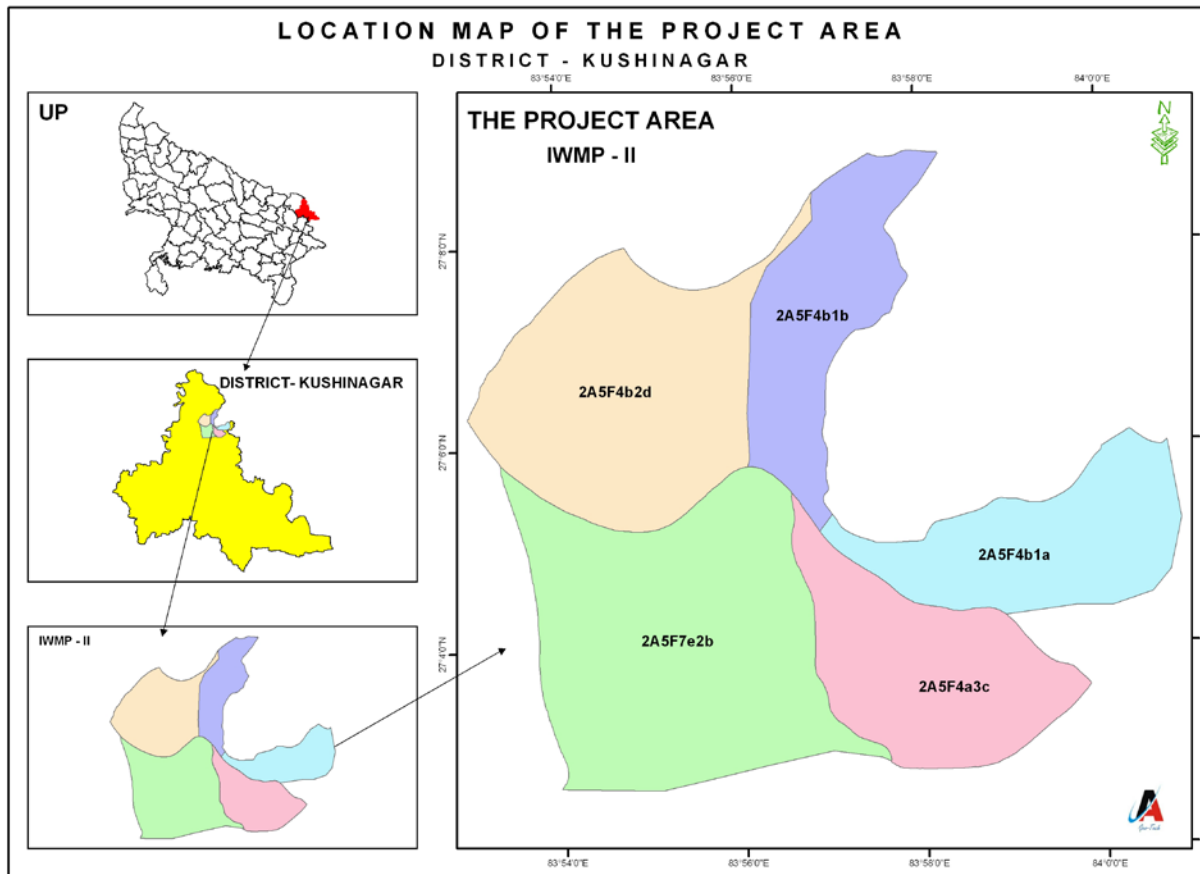 LOCATION MAP OF THE PROJECT AREA
DISTRICT - KUSHINAGAR
UP
DISTRICT- KUSHINAGAR
IWMP - II
83°54'0"E 83°56'0"E 83°58'0"E 84°0'0"E
THE PROJECT AREA
IWMP - II
N
27°8'0"N
27°6'0"N
27°4'0"N
2A5F4b1b
2A5F4b2d
2A5F4b1a
2A5F7e2b
2A5F4a3c
Geo-Tech
83°54'0"E 83°56'0"E 83°58'0"E 84°0'0"E